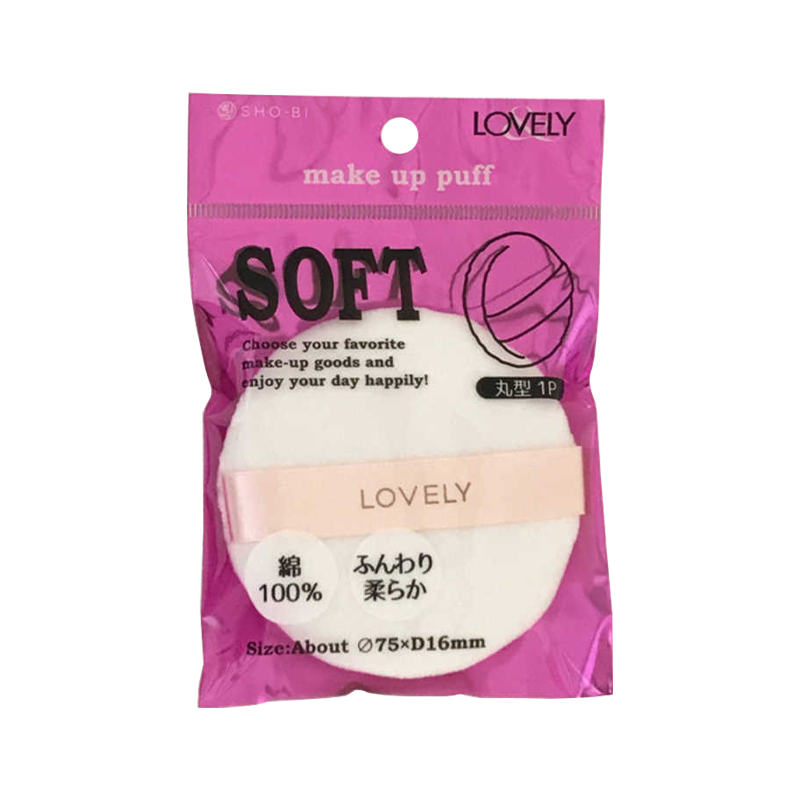 SHO-BI
LOVELY
make up puff
SOFT
Choose your favorite
make-up goods and
enjoy your day happily!
丸型 1P
LOVELY
綿
100%
ふんわり
柔らか
Size:About ∅75×D16mm